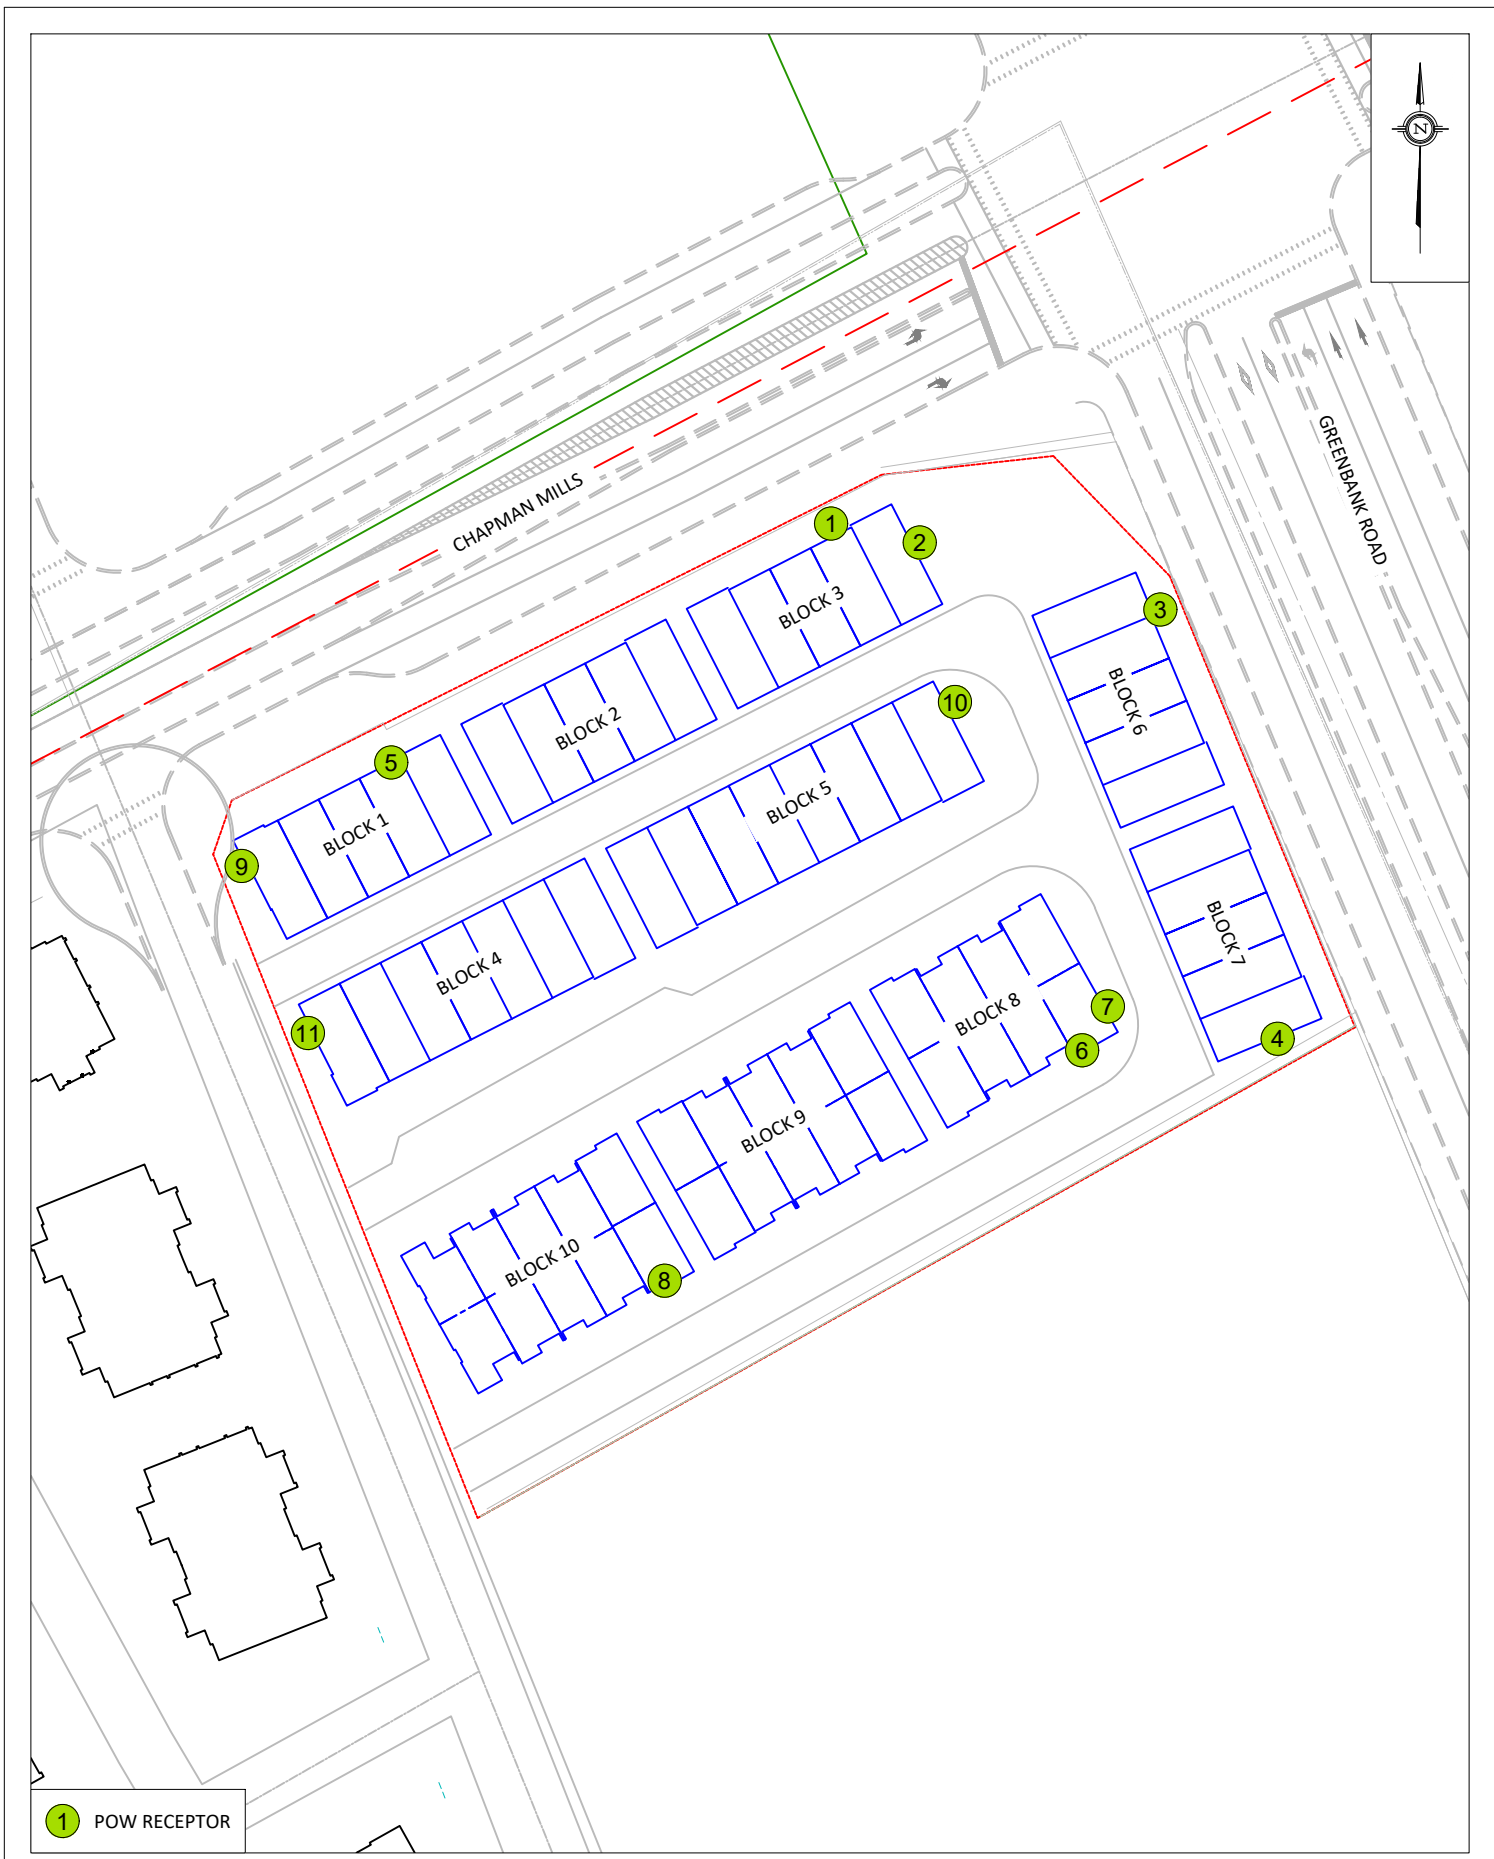 N
GREENBANK ROAD
CHAPMAN MILLS
1
2
BLOCK 3
3
BLOCK 6
BLOCK 2
10
5
BLOCK 5
BLOCK 1
9
BLOCK 7
BLOCK 4
11
7
BLOCK 8
6
4
BLOCK 9
BLOCK 10
8
1 POW RECEPTOR